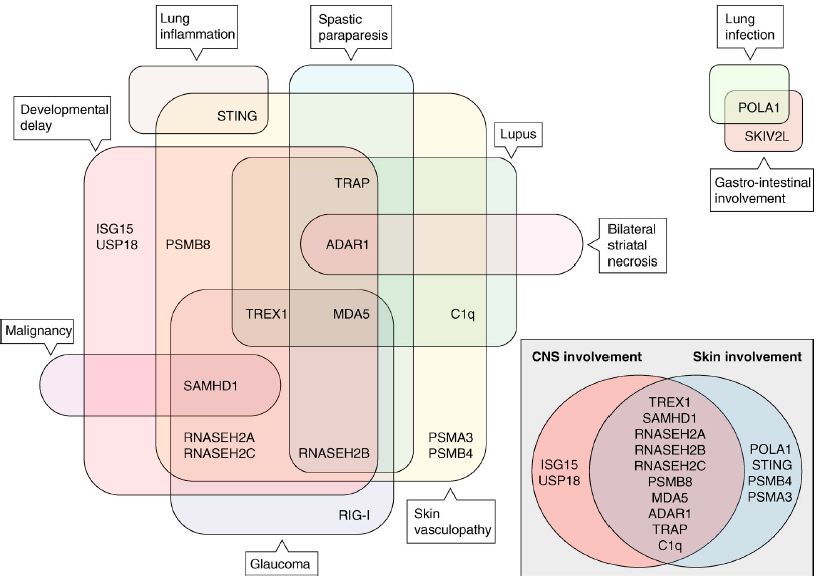 Lung
inflammation
Spastic
paraparesis
Lung
infection
Developmental
delay
STING
POLA1
SKIV2L
Lupus
Gastro-intestinal
involvement
TRAP
ISG15
USP18
PSMB8
ADAR1
Bilateral
striatal
necrosis
TREX1
MDA5
C1q
Malignancy
SAMHD1
RNASEH2A
RNASEH2C
RNASEH2B
PSMA3
PSMB4
RIG-I
Skin
vasculopathy
Glaucoma
CNS involvement
Skin involvement
ISG15
USP18
TREX1
SAMHD1
RNASEH2A
RNASEH2B
RNASEH2C
PSMB8
MDA5
ADAR1
TRAP
C1q
POLA1
STING
PSMB4
PSMA3